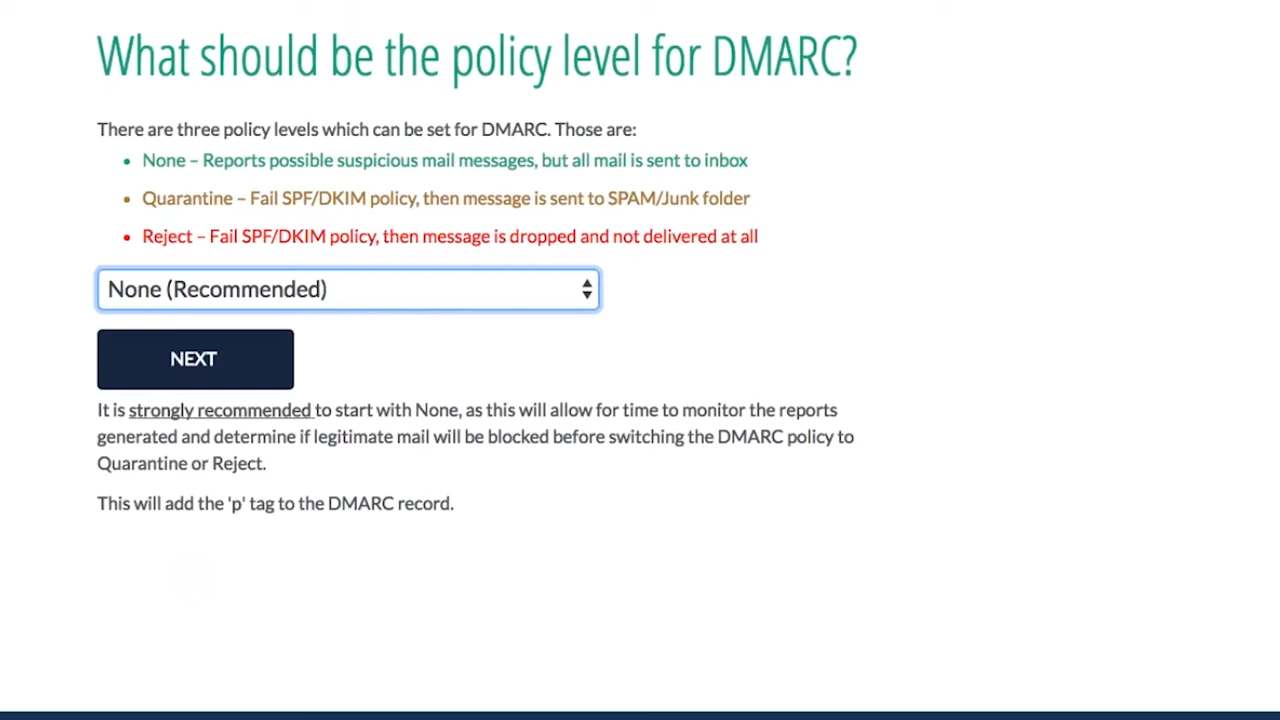 What should be the policy level for DMARC?
There are three policy levels which can be set for DMARC. Those are:
• None – Reports possible suspicious mail messages, but all mail is sent to inbox
• Quarantine – Fail SPF/DKIM policy, then message is sent to SPAM/Junk folder
• Reject – Fail SPF/DKIM policy, then message is dropped and not delivered at all
None (Recommended)
NEXT
It is strongly recommended to start with None, as this will allow for time to monitor the reports
generated and determine if legitimate mail will be blocked before switching the DMARC policy to
Quarantine or Reject.
This will add the 'p' tag to the DMARC record.